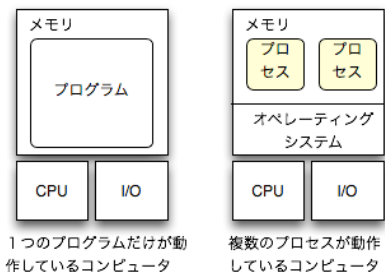 メモリ
プログラム
CPU
I/O
1つのプログラムだけが動
作しているコンピュータ
メモリ
プロ
セス
プロ
セス
オペレーティング
システム
CPU
I/O
複数のプロセスが動作
しているコンピュータ